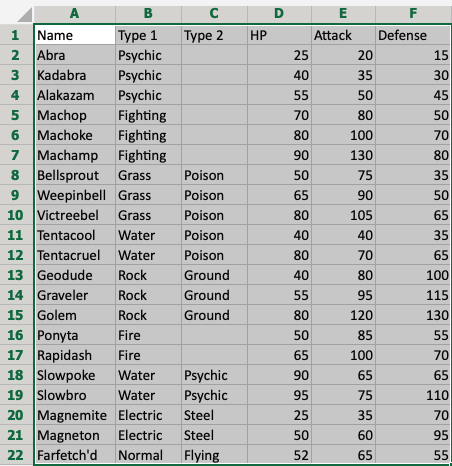 A B C D E F
1 Name Type 1 Type 2 HP Attack Defense
2 Abra Psychic 25 20 15
3 Kadabra Psychic 40 35 30
4 Alakazam Psychic 55 50 45
5 Machop Fighting 70 80 50
6 Machoke Fighting 80 100 70
7 Machamp Fighting 90 130 80
8 Bellsprout Grass Poison 50 75 35
9 Weepinbell Grass Poison 65 90 50
10 Victreebel Grass Poison 80 105 65
11 Tentacool Water Poison 40 40 35
12 Tentacruel Water Poison 80 70 65
13 Geodude Rock Ground 40 80 100
14 Graveler Rock Ground 55 95 115
15 Golem Rock Ground 80 120 130
16 Ponyta Fire 50 85 55
17 Rapidash Fire 65 100 70
18 Slowpoke Water Psychic 90 65 65
19 Slowbro Water Psychic 95 75 110
20 Magnemite Electric Steel 25 35 70
21 Magneton Electric Steel 50 60 95
22 Farfetch'd Normal Flying 52 65 55